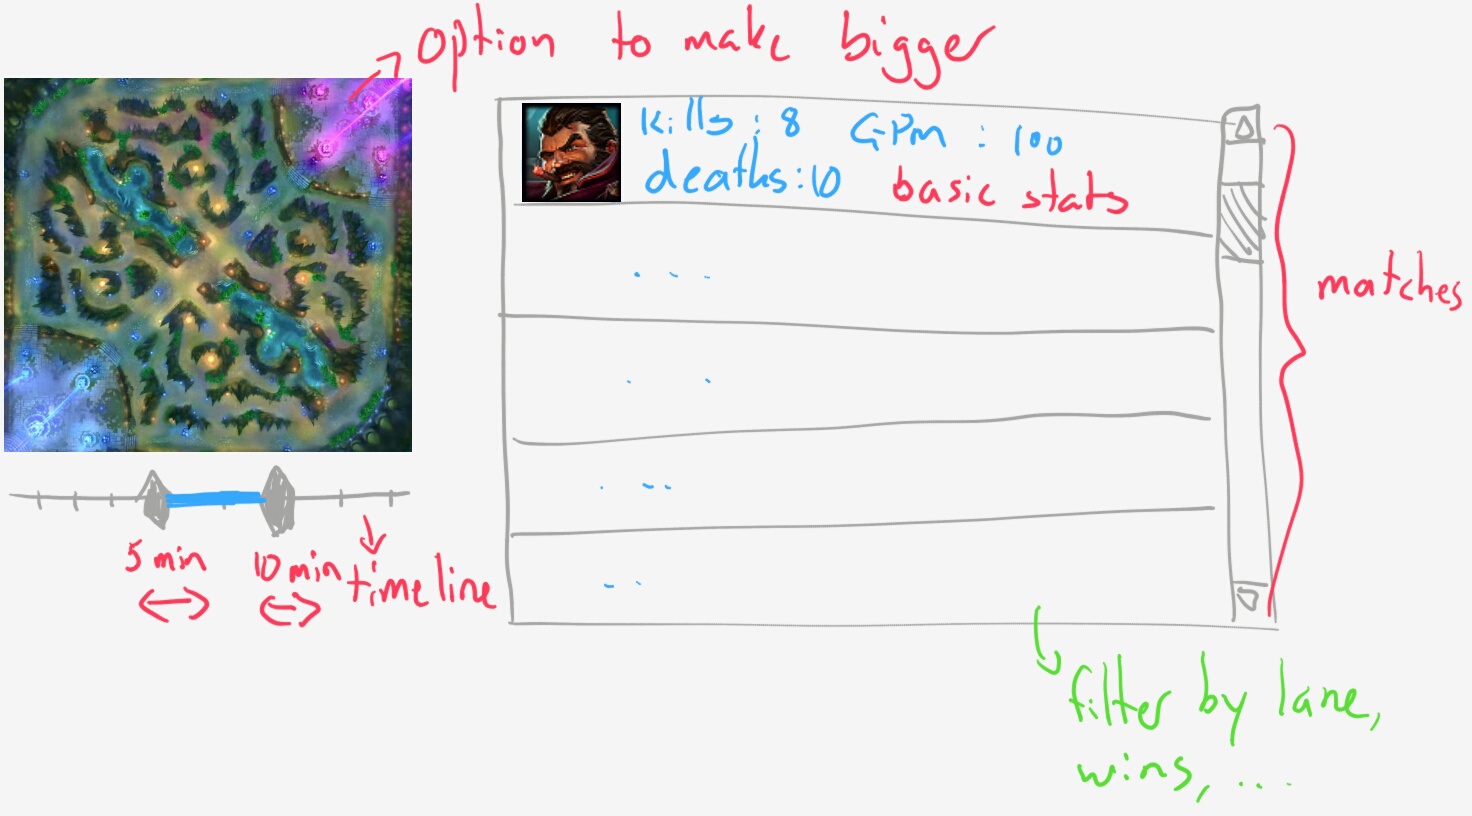 option to make bigger
kills: 8 GPM : 100
deaths:10 basic stats
matches
5 min 10 min timeline
filter by lane,
wins, ...